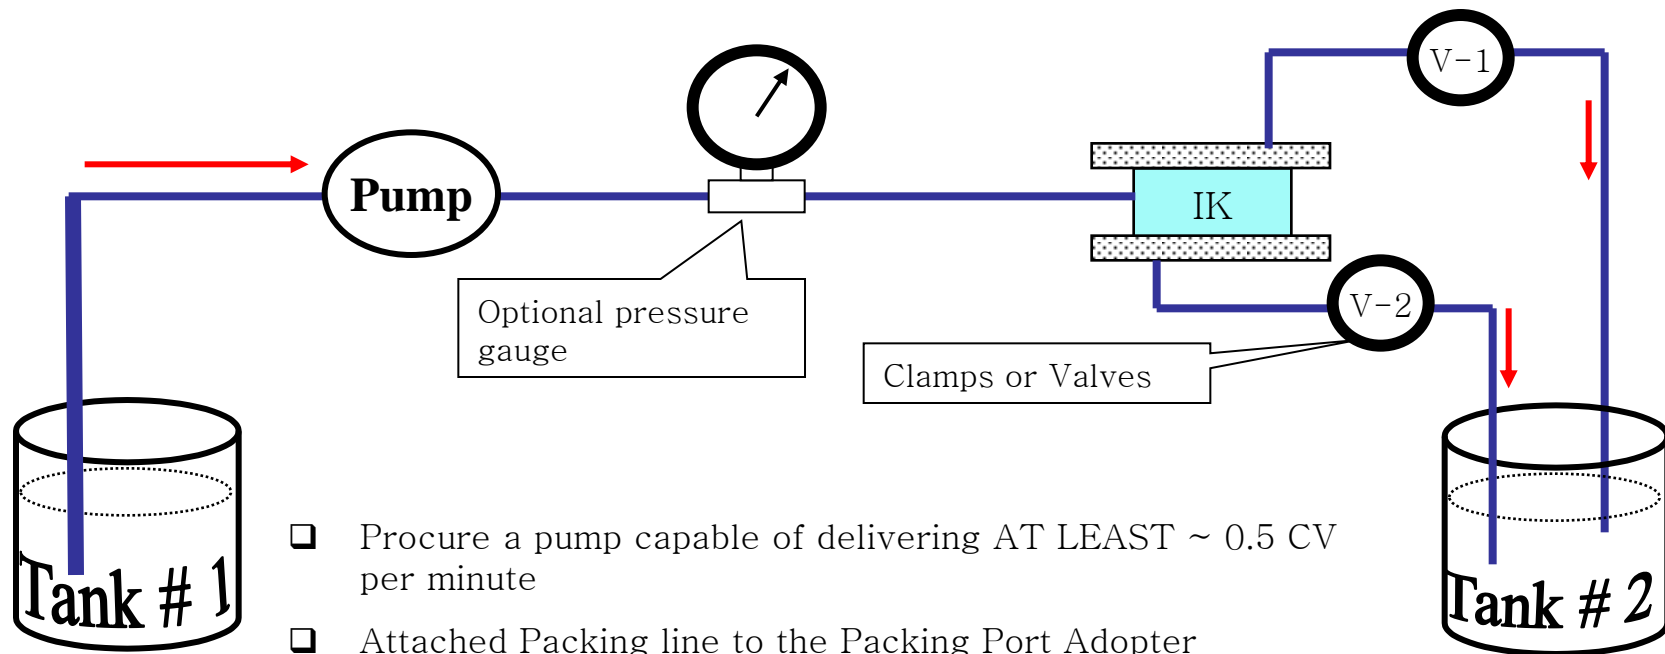 V-1
Pump
IK
Optional pressure
gauge
V-2
Clamps or Valves
❑ Procure a pump capable of delivering AT LEAST ~ 0.5 CV
per minute
Tank # 1
Tank # 2
❑ Attached Packing line to the Packing Port Adopter